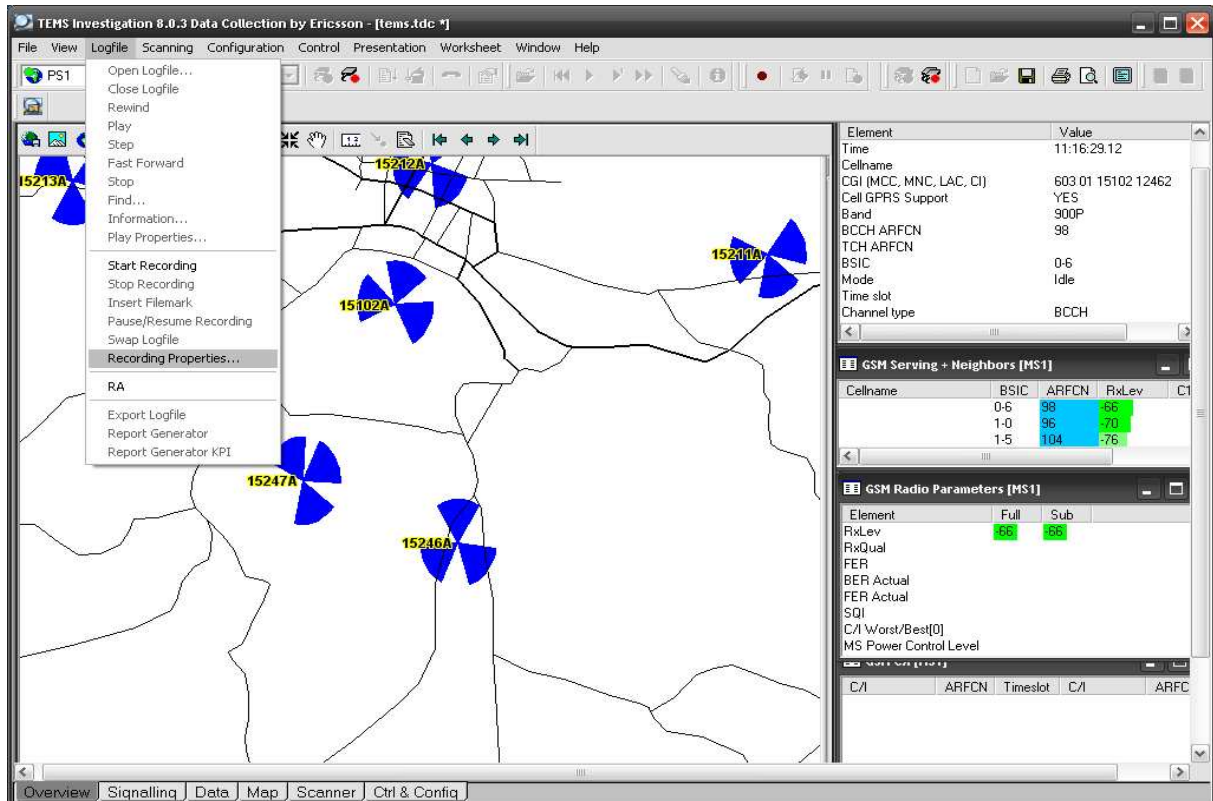 TEMS Investigation 8.0.3 Data Collection by Ericsson - [tems.tdc *]
File View Logfile Scanning Configuration Control Presentation Worksheet Window Help
PS1
Open Logfile...
Close Logfile
Rewind
Play
Step
Fast Forward
Stop
Find...
Information...
Play Properties...
Start Recording
Stop Recording
Insert Filemark
Pause/Resume Recording
Swap Logfile
Recording Properties...
RA
Export Logfile
Report Generator
Report Generator KPI
15213A
15212A
15211A
15102A
15247A
15246A
Element Value
Time 11:16:29.12
Cellname
CGI (MCC, MNC, LAC, CI) 603 01 15102 12462
Cell GPRS Support YES
Band 900P
BCCH ARFCN 98
TCH ARFCN
BSIC 0-6
Mode Idle
Time slot
Channel type BCCH
GSM Serving + Neighbors [MS1]
Cellname BSIC ARFCN RxLev C1
0-6 98 -66
1-0 96 -70
1-5 104 -76
GSM Radio Parameters [MS1]
Element Full Sub
RxLev -66 -66
RxQual
FER
BER Actual
FER Actual
SQI
C/I Worst/Best[0]
MS Power Control Level
C/I ARFCN Timeslot C/I ARFC
Overview Signalling Data Map Scanner Ctrl & Config